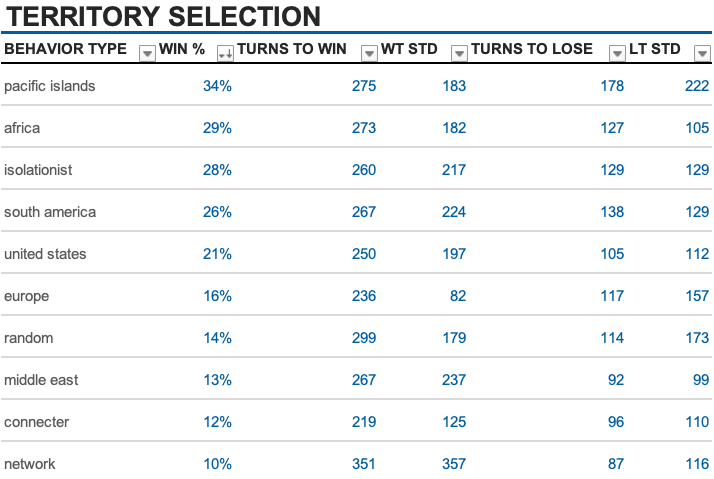 TERRITORY SELECTION
BEHAVIOR TYPE WIN % TURNS TO WIN WT STD TURNS TO LOSE LT STD
pacific islands 34% 275 183 178 222
africa 29% 273 182 127 105
isolationist 28% 260 217 129 129
south america 26% 267 224 138 129
united states 21% 250 197 105 112
europe 16% 236 82 117 157
random 14% 299 179 114 173
middle east 13% 267 237 92 99
connecter 12% 219 125 96 110
network 10% 351 357 87 116